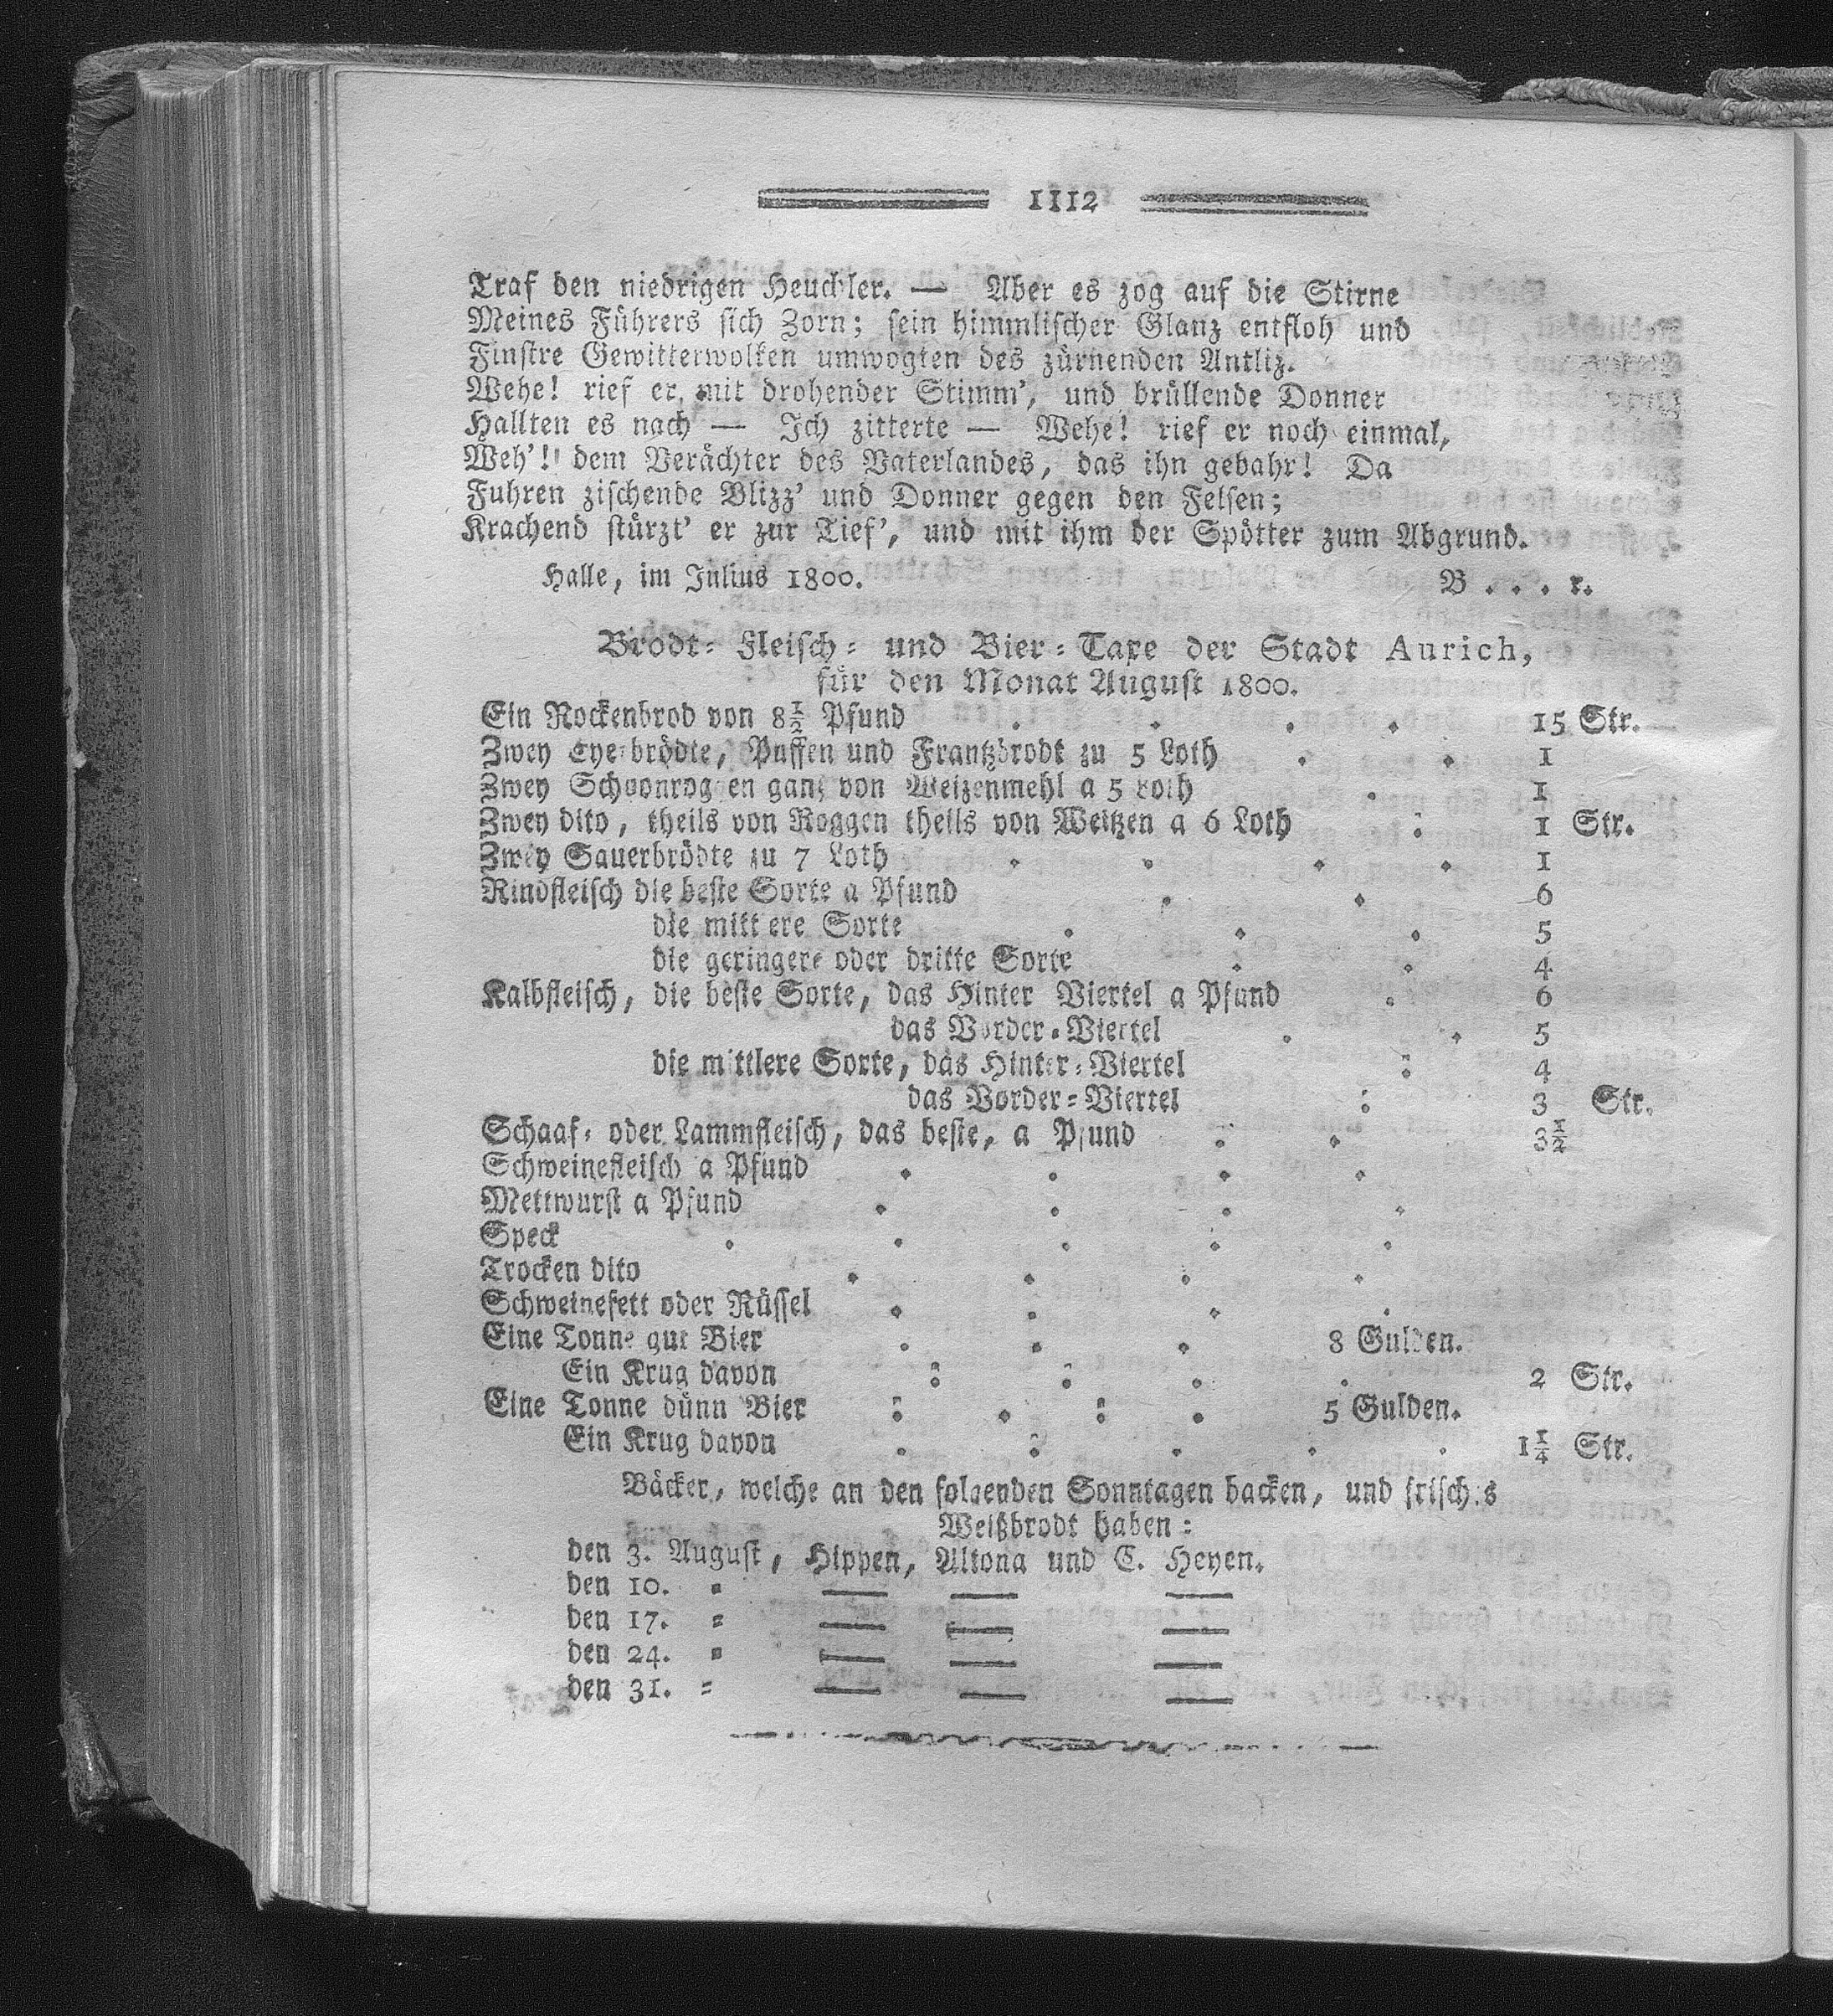 1112
Traf den niedrigen Heuchler. — Aber es zog auf die Stirne
Meines Führers sich Zorn; sein himmlischer Glanz entfloh und
Finstre Gewitterwolken umwogten des zürnenden Antliz.
Wehe! rief er mit drohender Stimm', und brüllende Donner
Hallten es nach — Ich zitterte — Wehe! rief er noch einmal,
Weh'! dem Verächter des Vaterlandes, das ihn gebahr! Da
Fuhren zischende Blizz' und Donner gegen den Felsen;
Krachend stürzt' er zur Tief', und mit ihm der Spötter zum Abgrund.
Halle, im Julius 1800. B . . . r.
Brodt= Fleisch= und Bier=Taxe der Stadt Aurich,
für den Monat August 1800.
Ein Rockenbrod von 8½ Pfund . . . . 15 Str.
Zwey Eyerbrödte, Puffen und Frantzbrodt zu 5 Loth . . 1
Zwey Schoonroggen ganz von Weizenmehl a 5 Loth . 1
Zwey dito, theils von Roggen theils von Weitzen a 6 Loth : 1 Str.
Zwey Sauerbrödte zu 7 Loth . . . . 1
Rindfleisch die beste Sorte a Pfund . . 6
die mittlere Sorte . . . 5
die geringere oder dritte Sorte . . 4
Kalbfleisch, die beste Sorte, das Hinter Viertel a Pfund . 6
das Vorder=Viertel . . 5
die mittlere Sorte, das Hinter=Viertel : 4
das Vorder=Viertel : 3 Str.
Schaaf= oder Lammfleisch, das beste, a Pfund : . 3½
Schweinefleisch a Pfund . . . .
Mettwurst a Pfund . . . .
Speck . . . . .
Trocken dito . . . .
Schweinefett oder Rüssel . . . .
Eine Tonne gut Bier . . . 8 Gulden.
Ein Krug davon : : . . 2 Str.
Eine Tonne dünn Bier : . : . 5 Gulden.
Ein Krug davon . : . . . 1¼ Str.
Bäcker, welche an den folgenden Sonntagen backen, und frisches
Weißbrodt haben:
den 3. August, Hippen, Altona und C. Heyen.
den 10. = — — —
den 17. = — — —
den 24. = — — —
den 31. = — — —